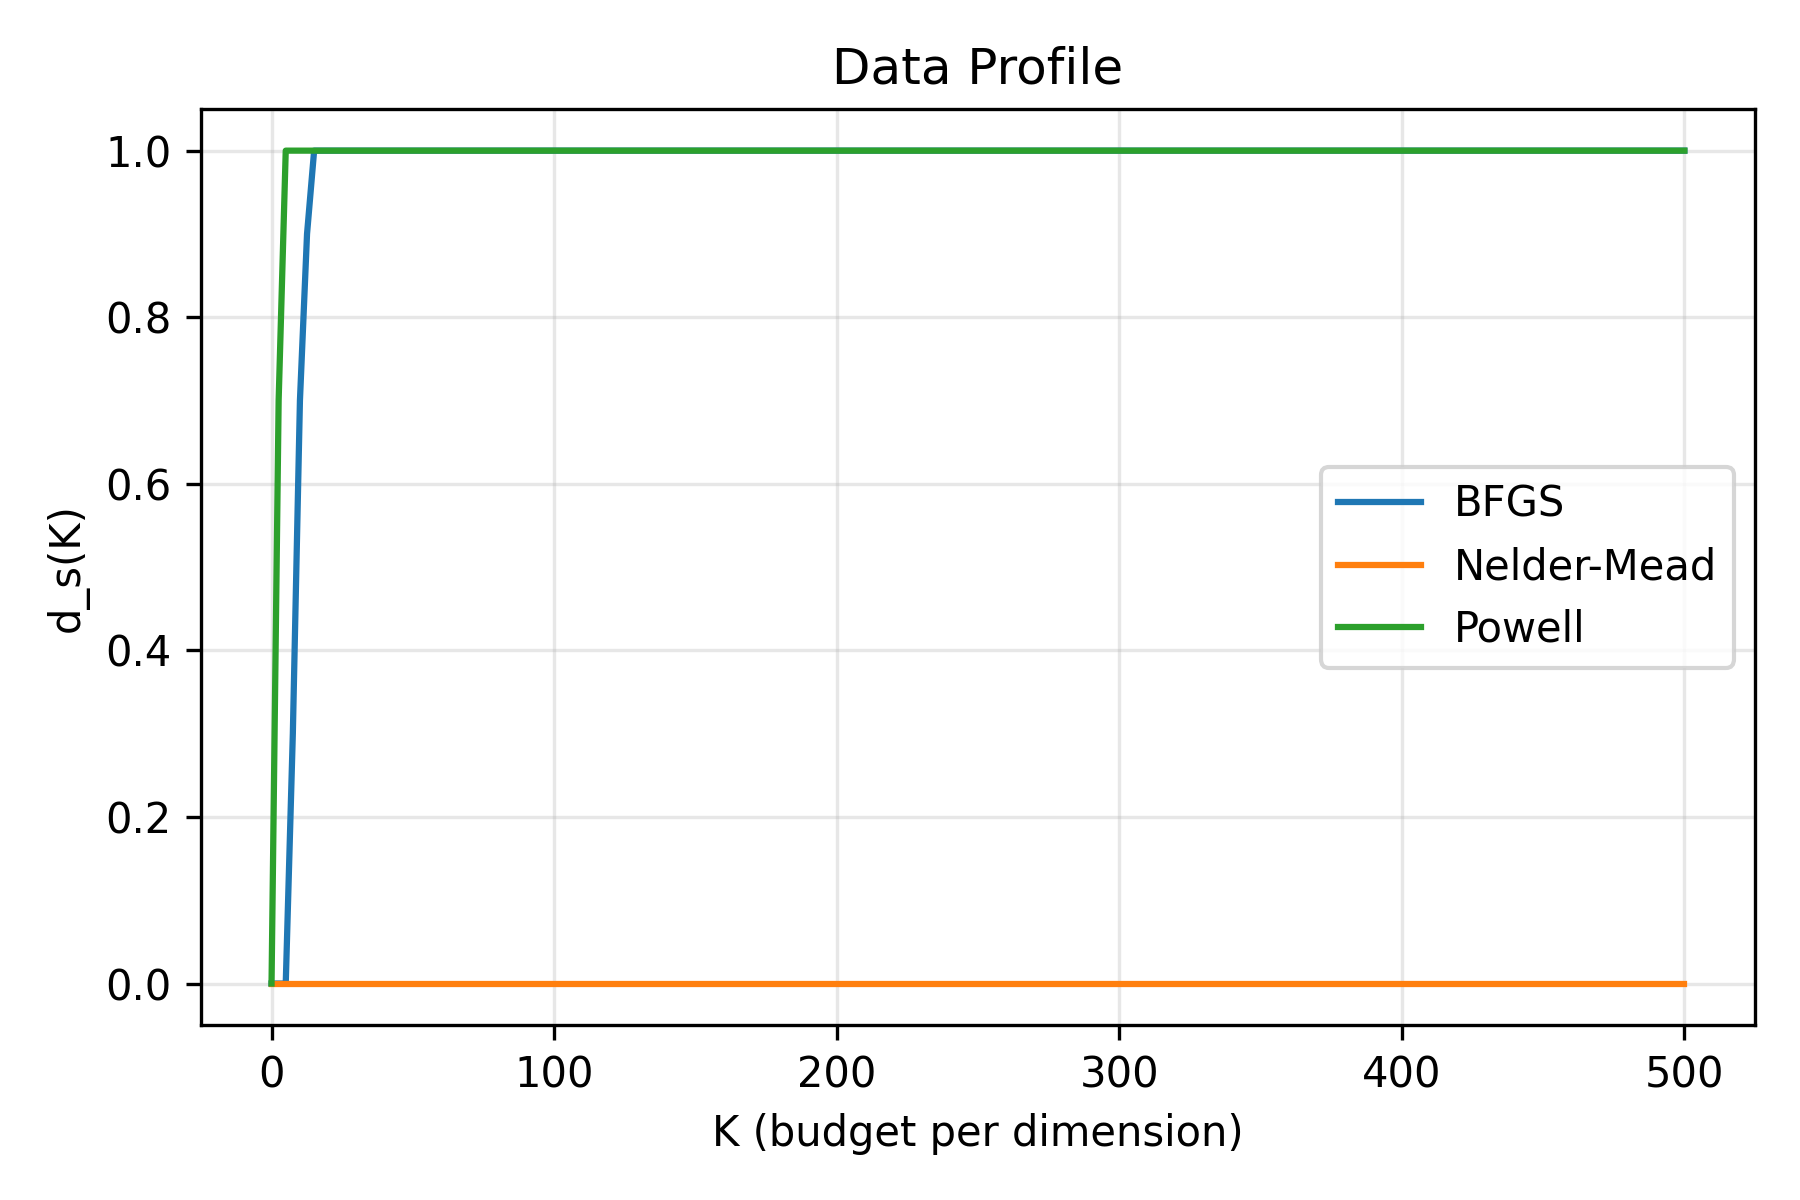 Data Profile
1.0
0.8
0.6
0.4
0.2
0.0
d_s(K)
BFGS
Nelder-Mead
Powell
0 100 200 300 400 500
K (budget per dimension)